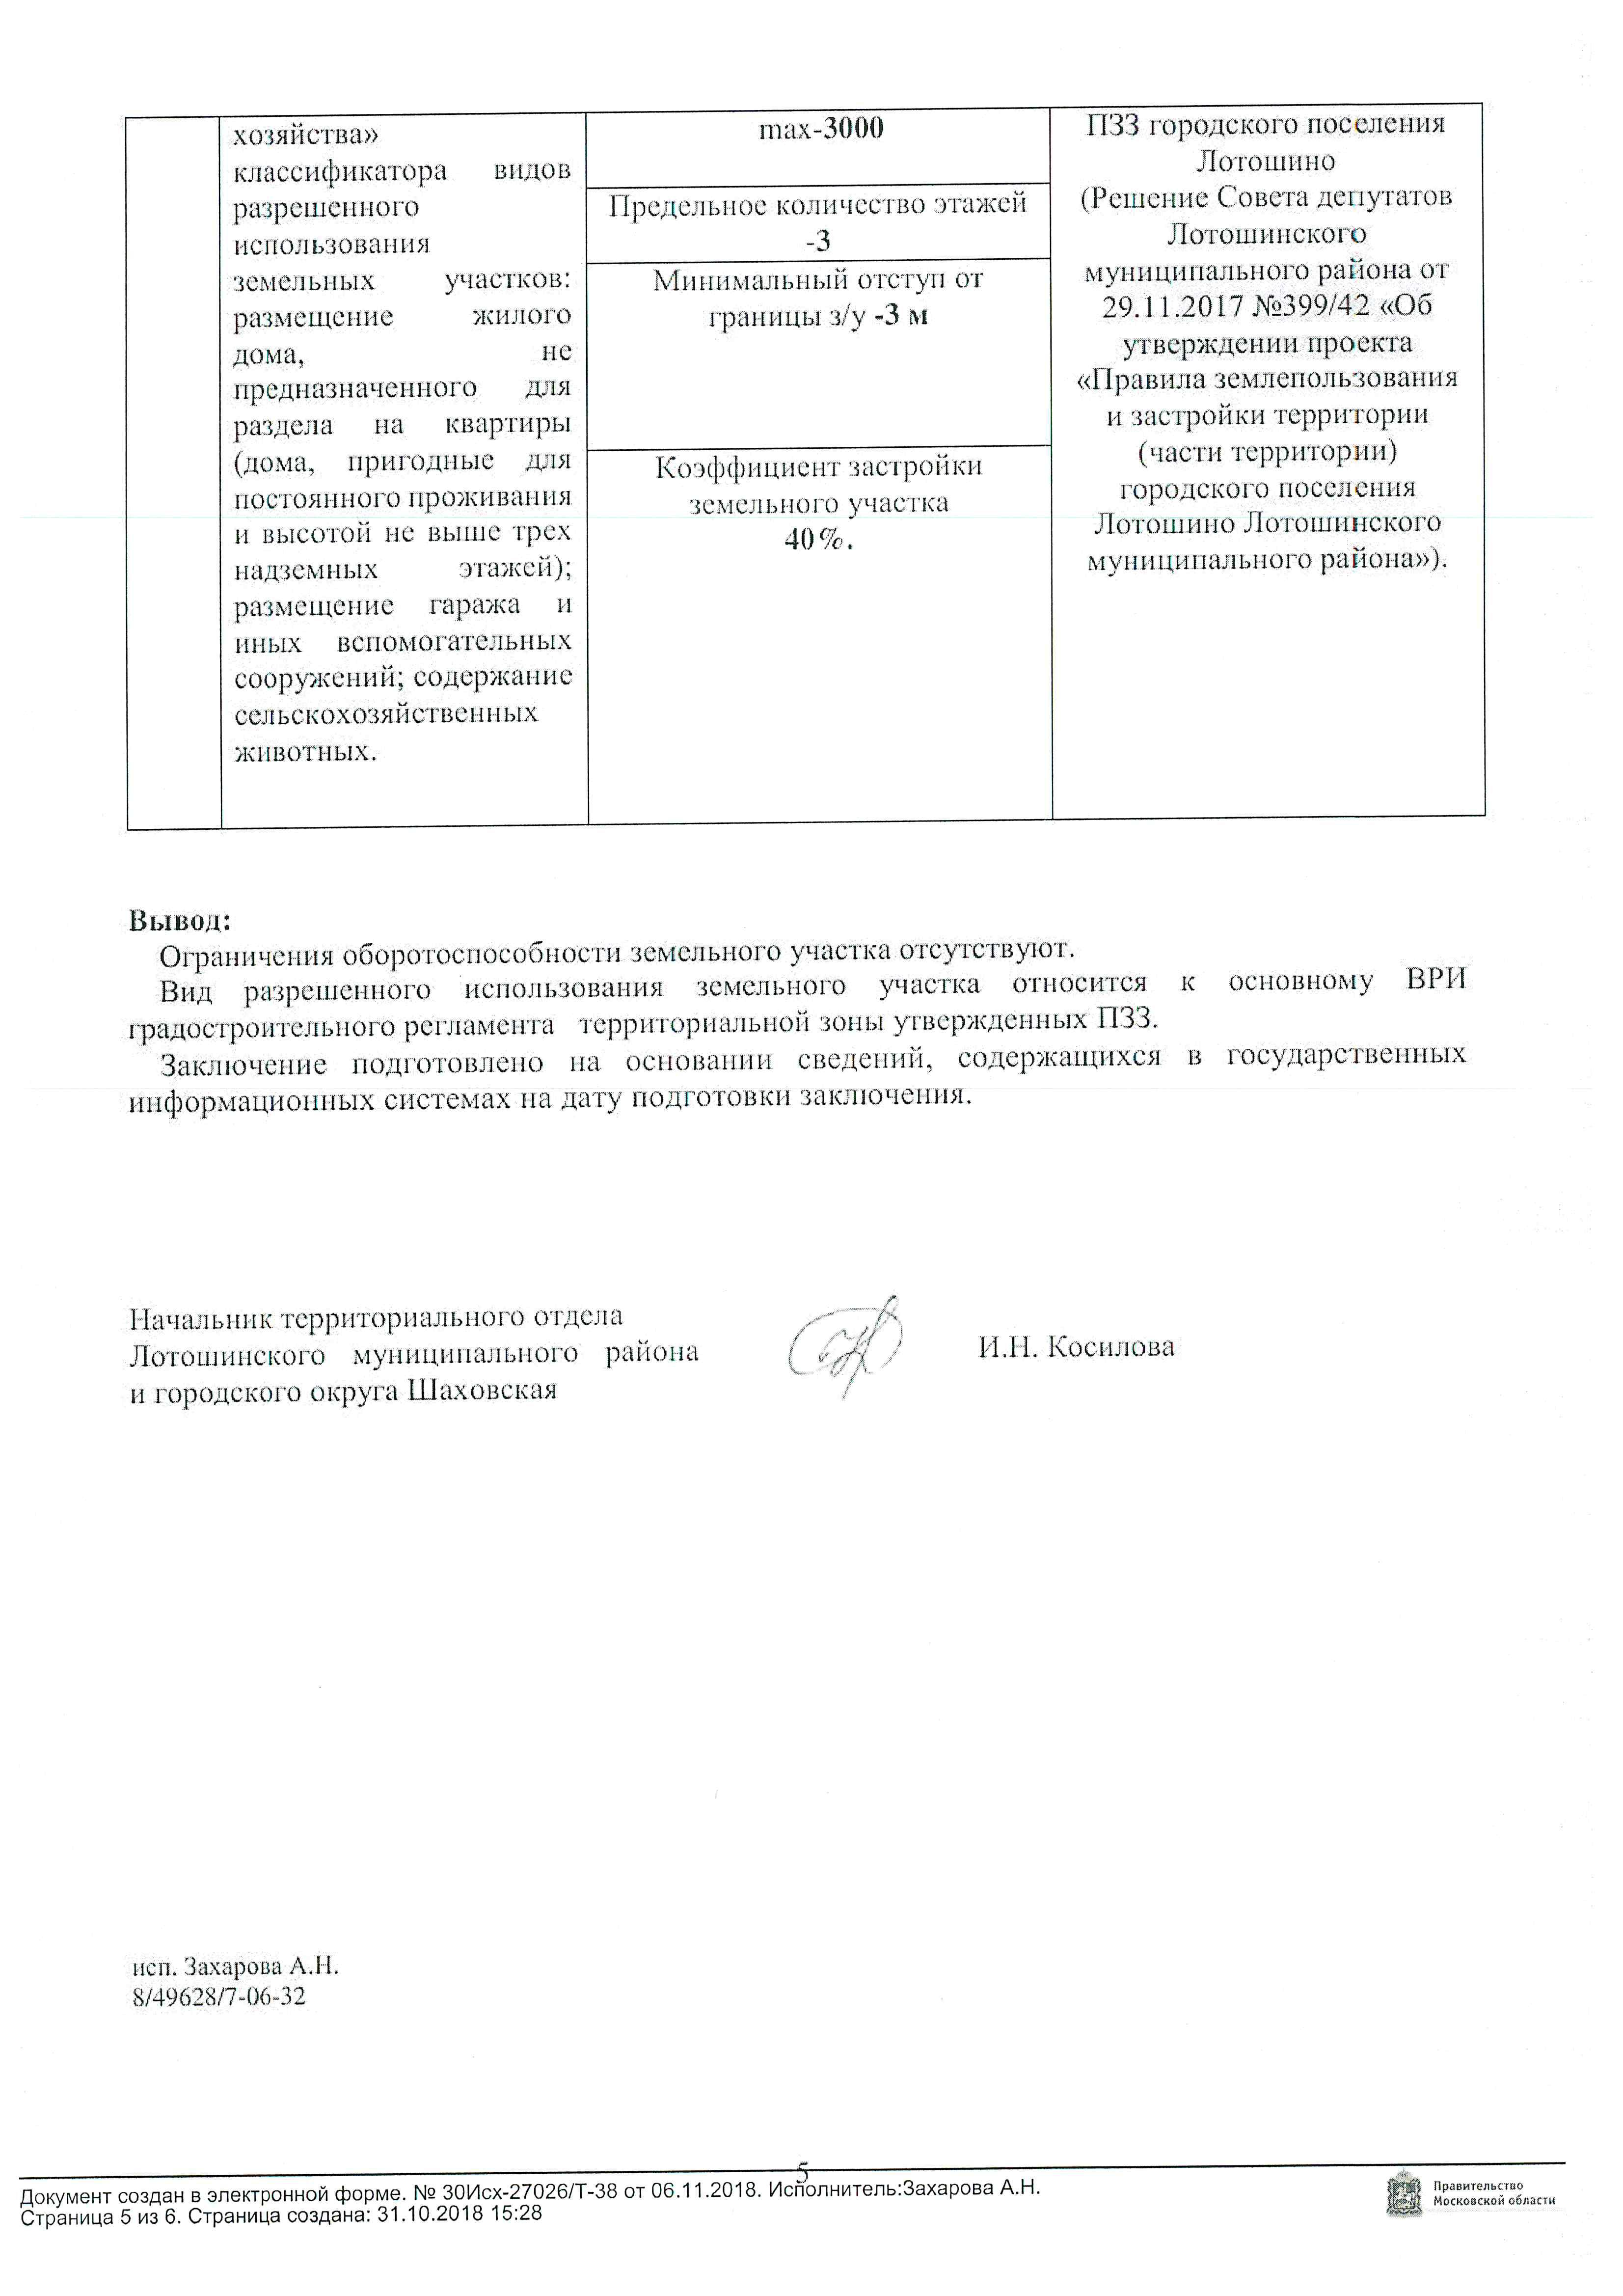 хозяйства»
классификатора видов
разрешенного
использования
земельных участков:
размещение жилого
дома, не
предназначенного для
раздела на квартиры
(дома, пригодные для
постоянного проживания
и высотой не выше трех
надземных этажей);
размещение гаража и
иных вспомогательных
сооружений; содержание
сельскохозяйственных
животных.
max-3000
Предельное количество этажей
-3
Минимальный отступ от
границы з/у -3 м
Коэффициент застройки
земельного участка
40%.
ПЗЗ городского поселения
Лотошино
(Решение Совета депутатов
Лотошинского
муниципального района от
29.11.2017 №399/42 «Об
утверждении проекта
«Правила землепользования
и застройки территории
(части территории)
городского поселения
Лотошино Лотошинского
муниципального района»).
Вывод:
Ограничения оборотоспособности земельного участка отсутствуют.
Вид разрешенного использования земельного участка относится к основному ВРИ
градостроительного регламента территориальной зоны утвержденных ПЗЗ.
Заключение подготовлено на основании сведений, содержащихся в государственных
информационных системах на дату подготовки заключения.
Начальник территориального отдела
Лотошинского муниципального района
и городского округа Шаховская
И.Н. Косилова
исп. Захарова А.Н.
8/49628/7-06-32
5
Документ создан в электронной форме. № 30Исх-27026/Т-38 от 06.11.2018. Исполнитель:Захарова А.Н.
Страница 5 из 6. Страница создана: 31.10.2018 15:28
Правительство
Московской области